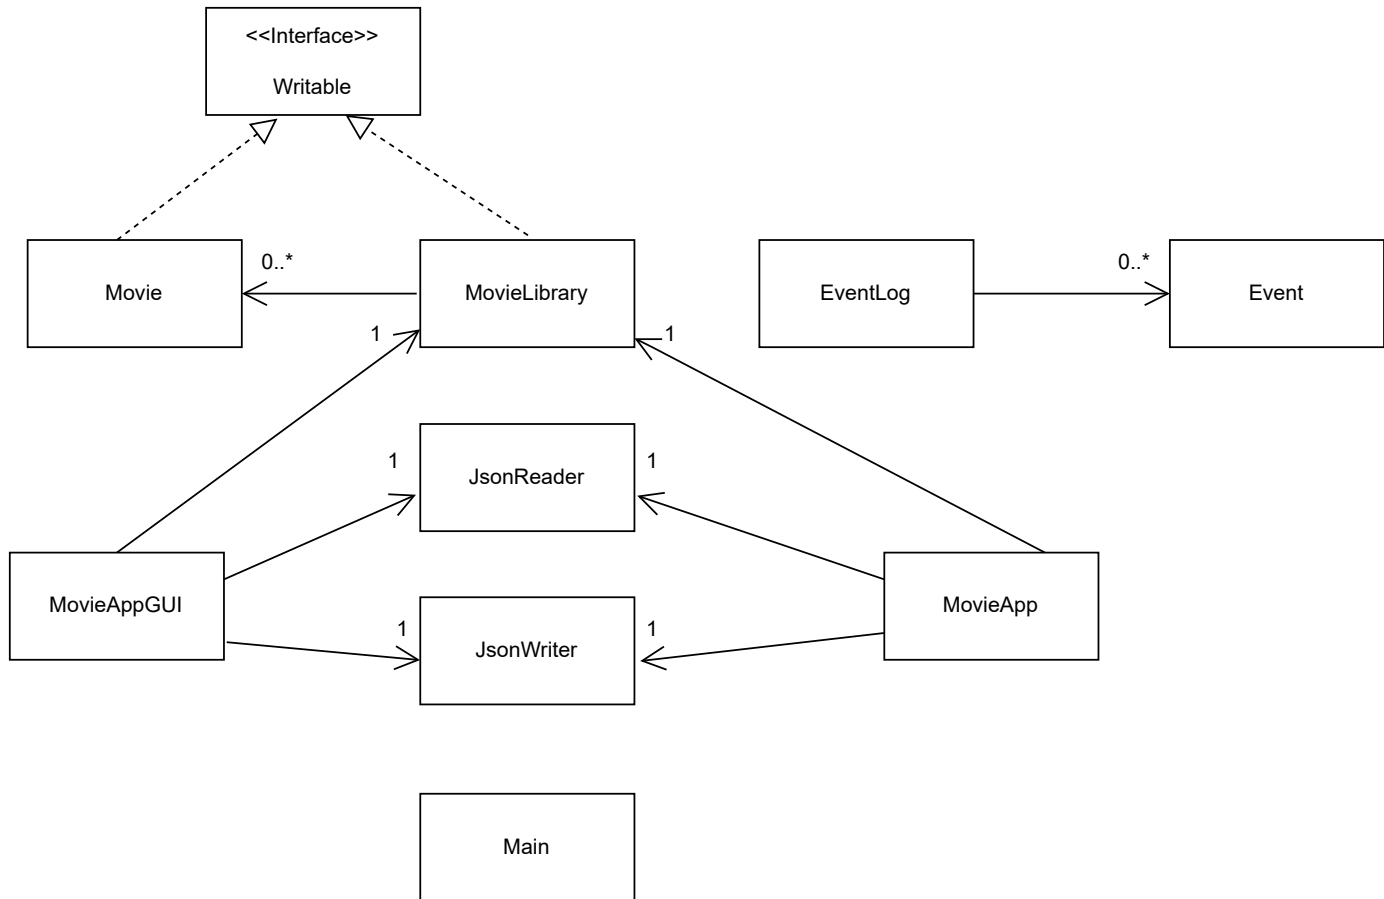 <<Interface>>
Writable
0..*
0..*
Movie
MovieLibrary
EventLog
Event
1
1
1
JsonReader
1
MovieAppGUI
MovieApp
1
JsonWriter
1
Main